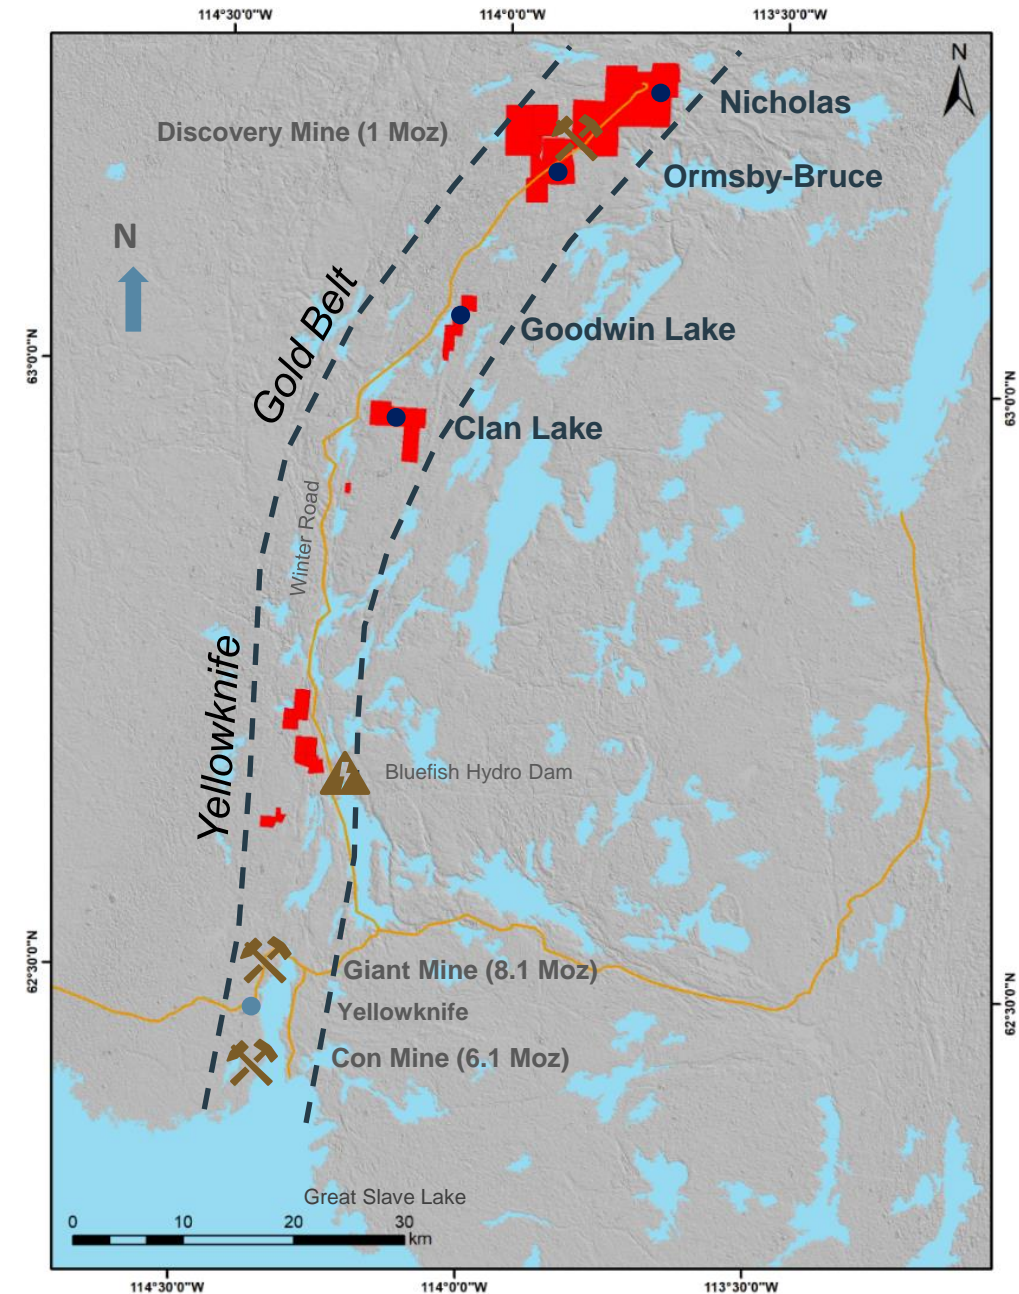 114°30'0"W
114°0'0"W
113°30'0"W
N
Nicholas
Discovery Mine (1 Moz)
Ormsby-Bruce
N
Gold Belt
Goodwin Lake
63°0'0"N
63°0'0"N
Clan Lake
Winter Road
Yellowknife
Bluefish Hydro Dam
62°30'0"N
62°30'0"N
Giant Mine (8.1 Moz)
Yellowknife
Con Mine (6.1 Moz)
Great Slave Lake
0 10 20 30
km
114°30'0"W
114°0'0"W
113°30'0"W